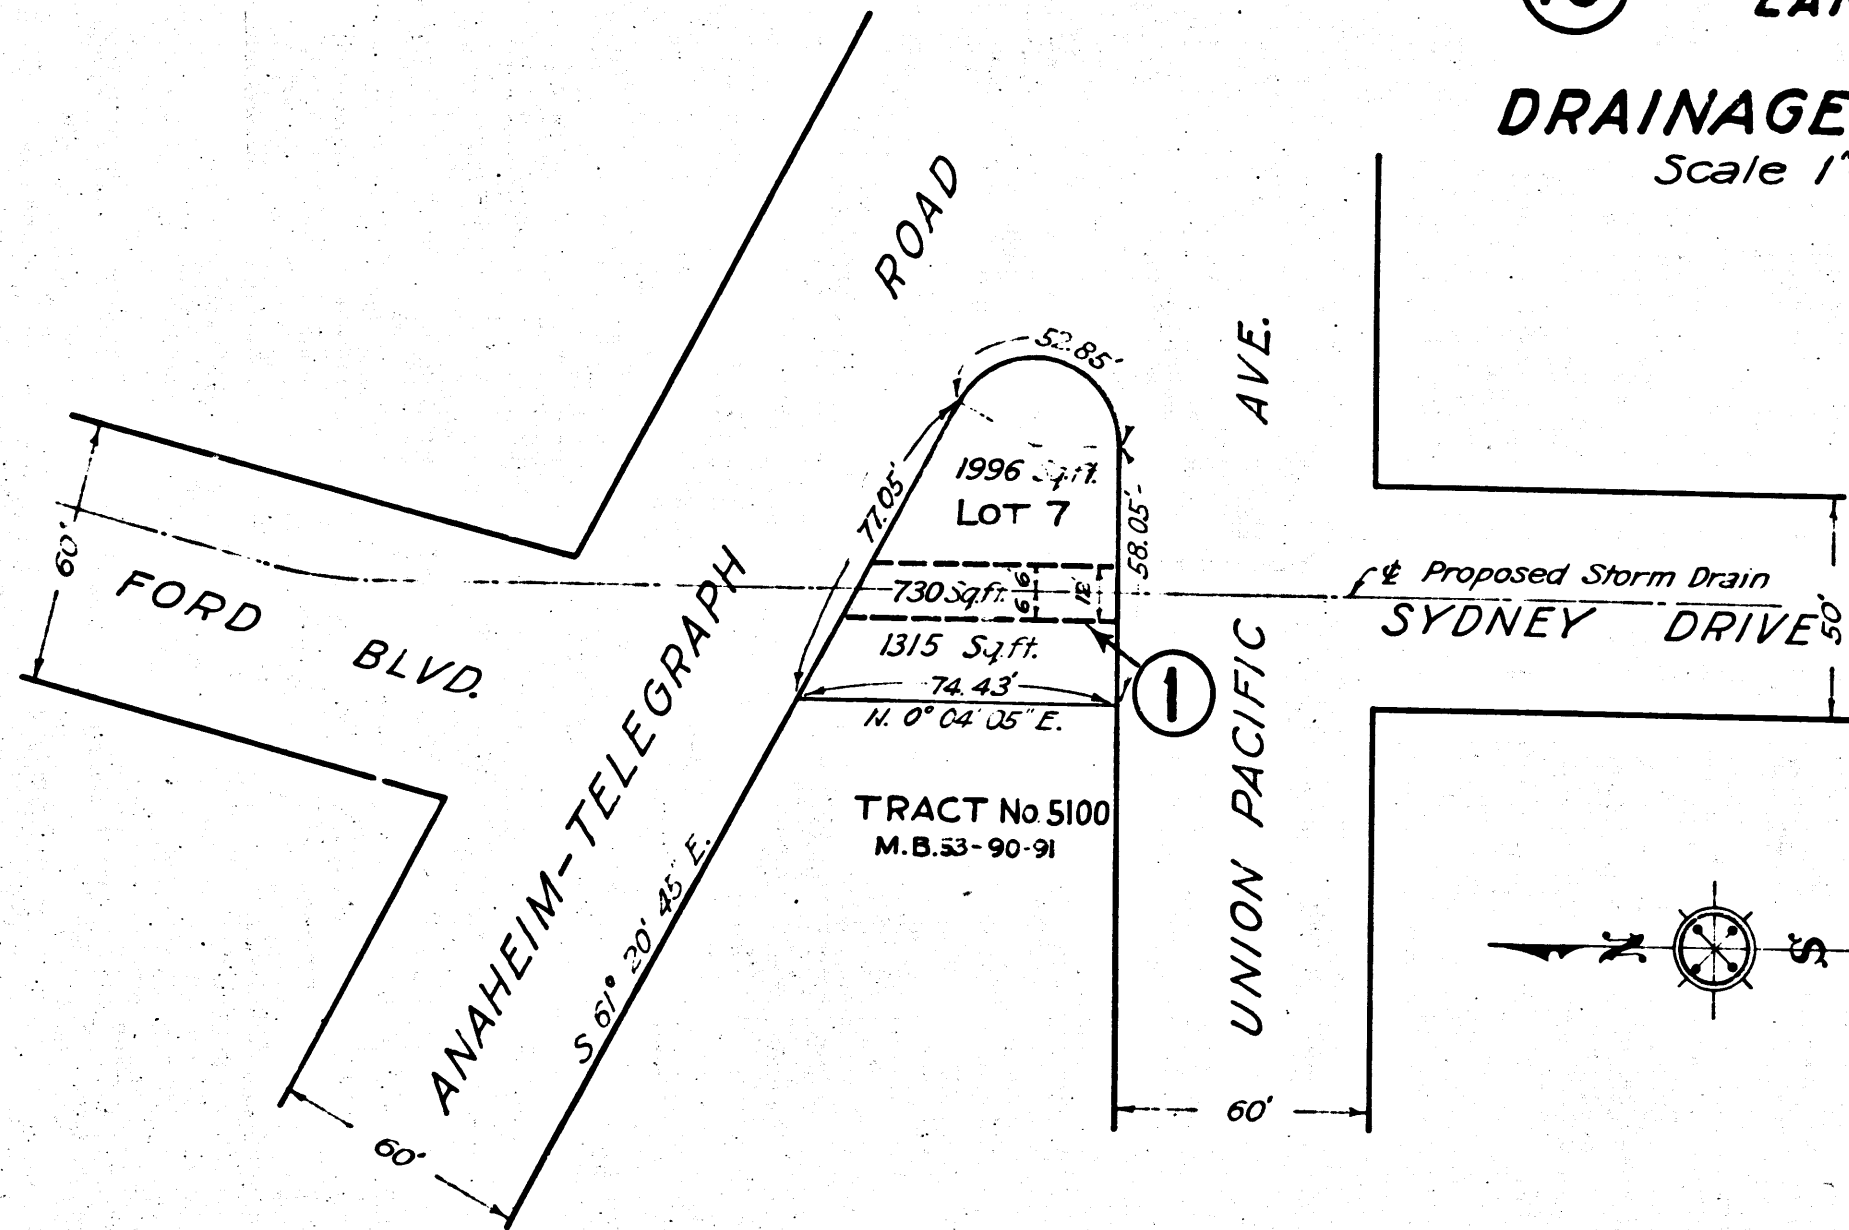 DRAINAGE
Scale 1"
ROAD
52.85'
AVE.
1996 Sq.ft.
LOT 7
77.05'
58.05'
60'
FORD BLVD.
730 Sq.ft.
6'
6'
12'
₵ Proposed Storm Drain
SYDNEY DRIVE
50'
1315 Sq.ft.
74.43'
N. 0° 04' 05" E.
1
ANAHEIM-TELEGRAPH
UNION PACIFIC
TRACT No. 5100
M.B. 53-90-91
S 61° 20' 45" E.
N
S
60'
60'